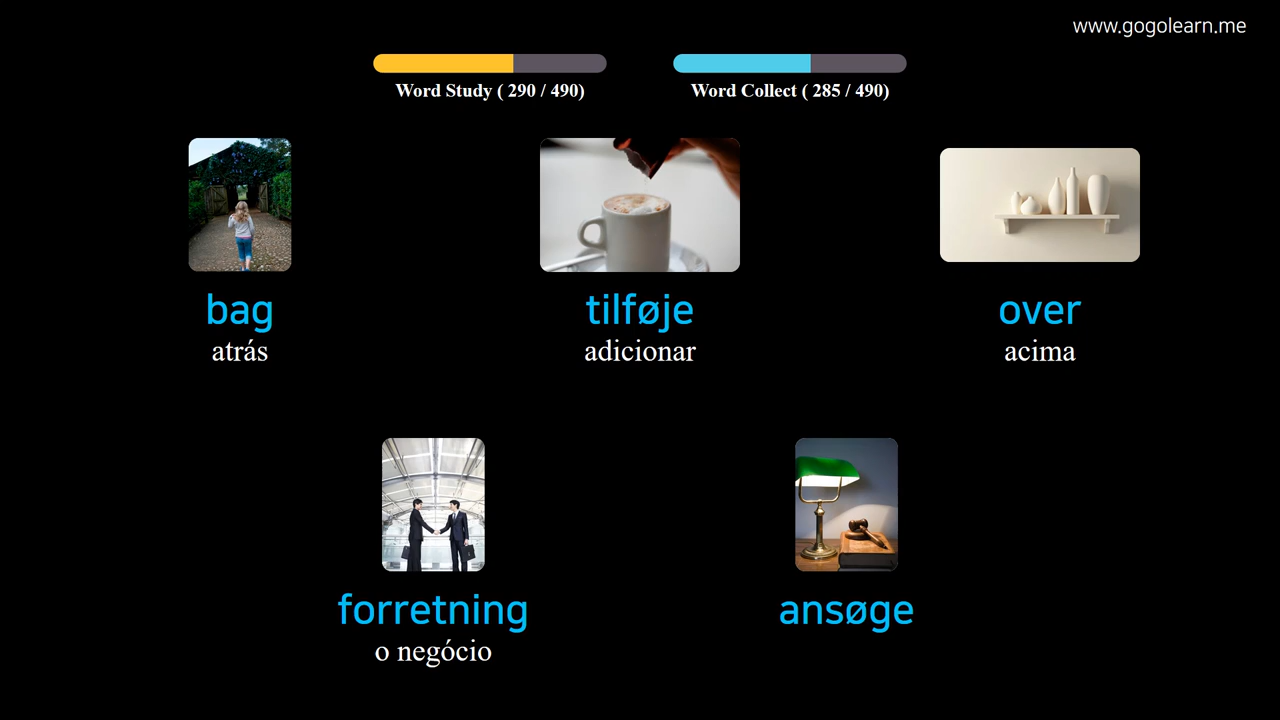 www.gogolearn.me
Word Study ( 290 / 490)
Word Collect ( 285 / 490)
bag
atrás
tilføje
adicionar
over
acima
forretning
o negócio
ansøge